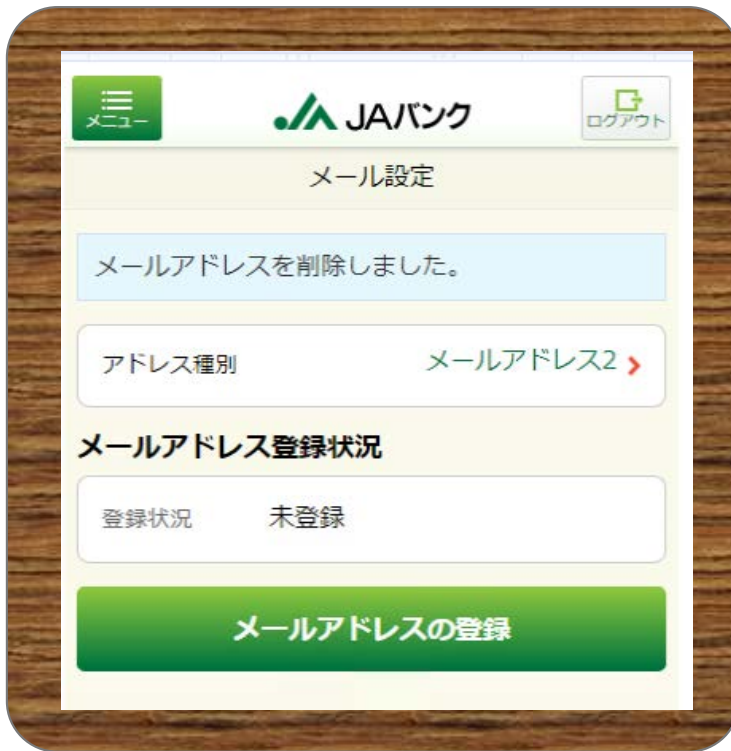 メニュー
JAバンク
ログアウト
メール設定
メールアドレスを削除しました。
アドレス種別
メールアドレス2
メールアドレス登録状況
登録状況
未登録
メールアドレスの登録